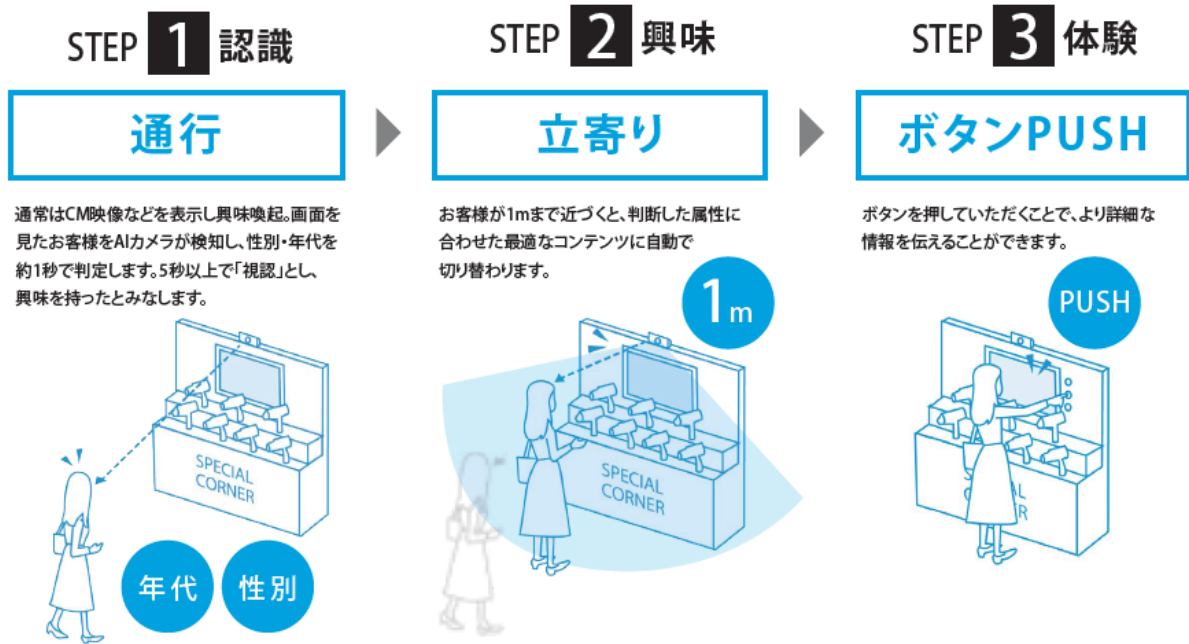 STEP 1 認識
通行
通常はCM映像などを表示し興味喚起。画面を
見たお客様をAIカメラが検知し、性別・年代を
約1秒で判定します。5秒以上で「視認」とし、
興味を持ったとみなします。
SPECIAL
CORNER
年代
性別
STEP 2 興味
立寄り
お客様が1mまで近づくと、判断した属性に
合わせた最適なコンテンツに自動で
切り替わります。
1m
SPECIAL
CORNER
STEP 3 体験
ボタンPUSH
ボタンを押していただくことで、より詳細な
情報を伝えることができます。
PUSH